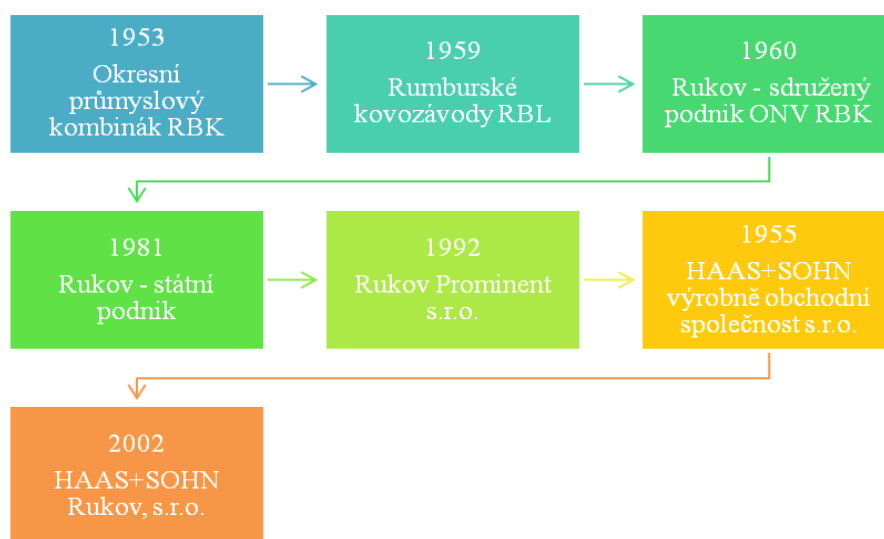 1953
Okresní
průmyslový
kombinák RBK
1959
Rumburské
kovozávody RBL
1960
Rukov - sdružený
podnik ONV RBK
1981
Rukov - státní
podnik
1992
Rukov Prominent
s.r.o.
1955
HAAS+SOHN
výrobně obchodní
společnost s.r.o.
2002
HAAS+SOHN
Rukov, s.r.o.